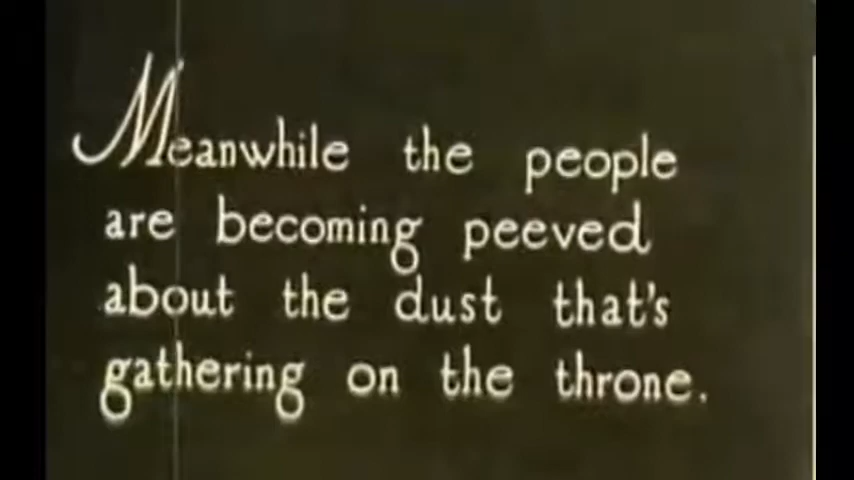 Meanwhile the people
are becoming peeved
about the dust that's
gathering on the throne.